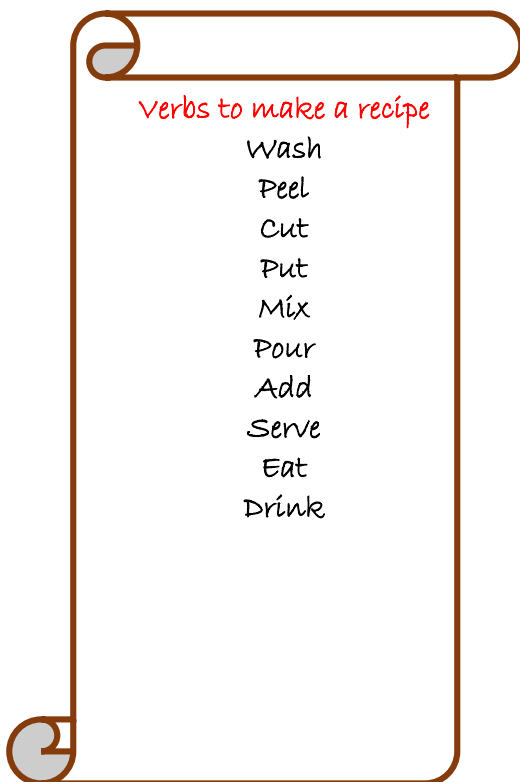 Verbs to make a recipe
Wash
Peel
Cut
Put
Mix
Pour
Add
Serve
Eat
Drink